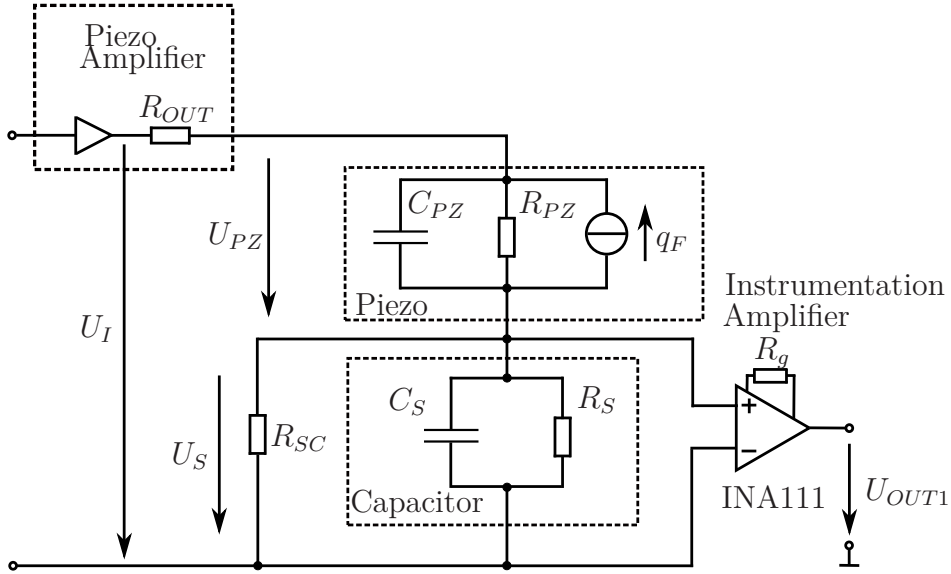 Piezo
Amplifier
R_OUT
C_PZ
R_PZ
q_F
U_PZ
Piezo
Instrumentation
Amplifier
U_I
R_g
C_S
R_S
+
U_S
R_SC
−
Capacitor
INA111
U_OUT1